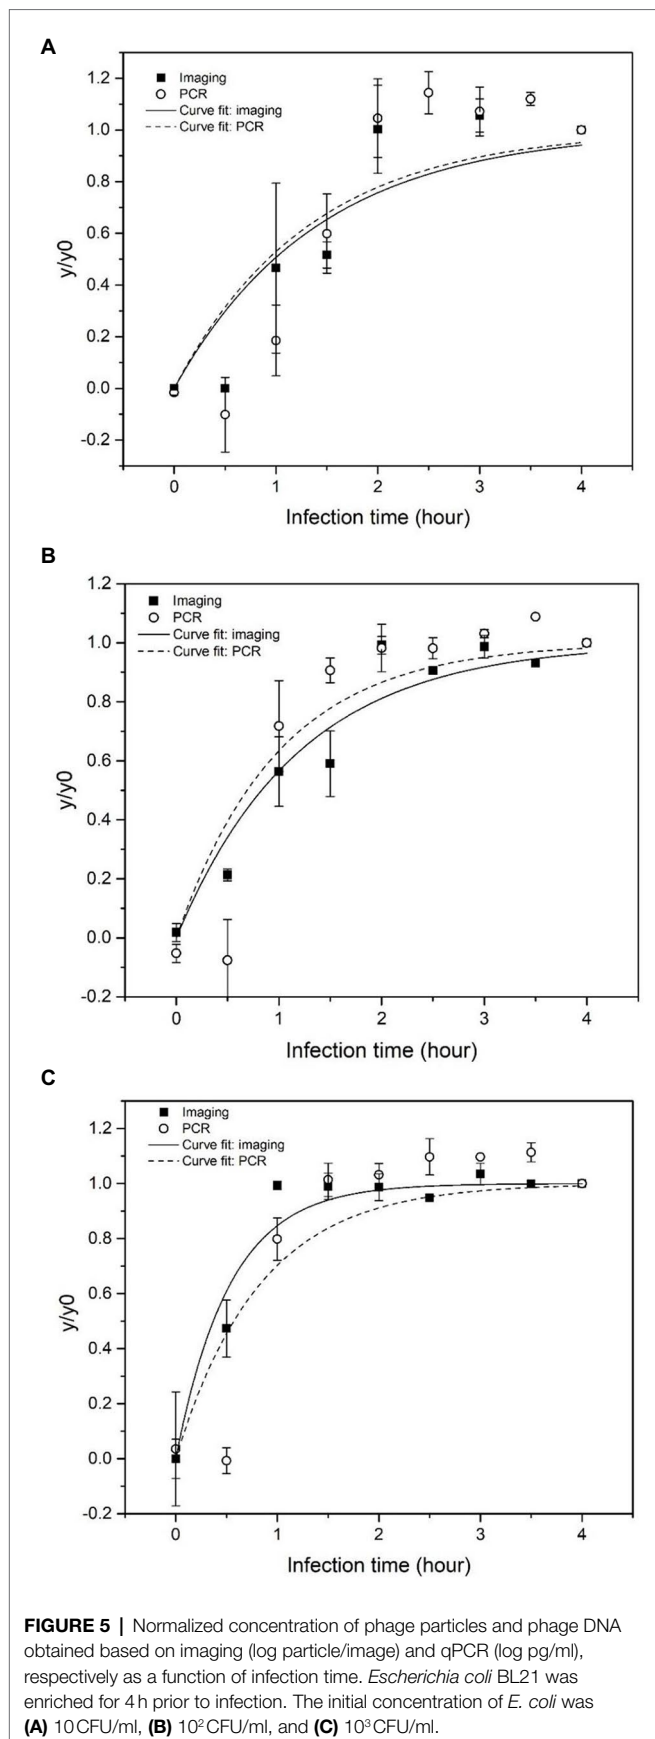 A
Imaging
PCR
Curve fit: imaging
Curve fit: PCR
1.2
1.0
0.8
0.6
0.4
0.2
0.0
-0.2
y/y0
0 1 2 3 4
Infection time (hour)
B
Imaging
PCR
Curve fit: imaging
Curve fit: PCR
1.2
1.0
0.8
0.6
0.4
0.2
0.0
-0.2
y/y0
0 1 2 3 4
Infection time (hour)
C
Imaging
PCR
Curve fit: imaging
Curve fit: PCR
1.2
1.0
0.8
0.6
0.4
0.2
0.0
-0.2
y/y0
0 1 2 3 4
Infection time (hour)
FIGURE 5 | Normalized concentration of phage particles and phage DNA
obtained based on imaging (log particle/image) and qPCR (log pg/ml),
respectively as a function of infection time. Escherichia coli BL21 was
enriched for 4 h prior to infection. The initial concentration of E. coli was
(A) 10 CFU/ml, (B) 10² CFU/ml, and (C) 10³ CFU/ml.